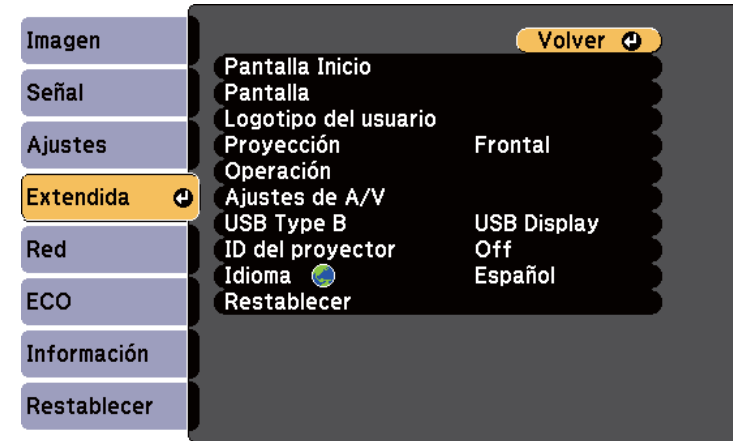 Imagen
Señal
Ajustes
Extendida
Red
ECO
Información
Restablecer
Volver
Pantalla Inicio
Pantalla
Logotipo del usuario
Proyección Frontal
Operación
Ajustes de A/V
USB Type B USB Display
ID del proyector Off
Idioma Español
Restablecer